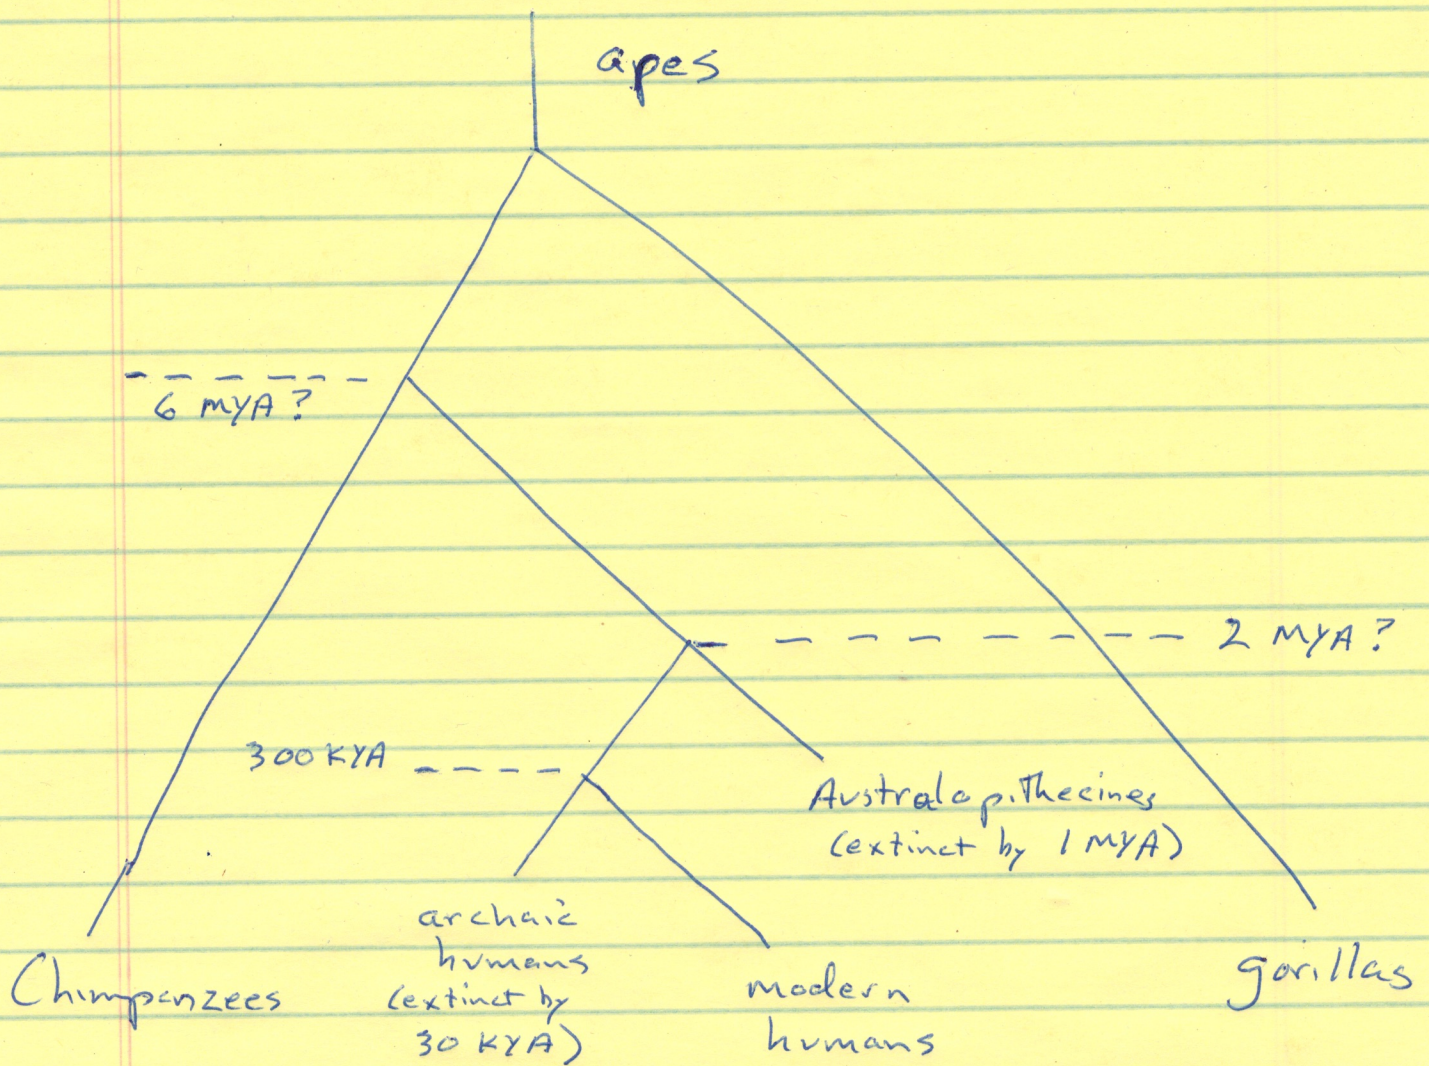 apes
6 MYA?
2 MYA?
300 KYA
Australopithecines
(extinct by 1 MYA)
archaic
humans
(extinct by
30 KYA)
modern
humans
Chimpanzees
gorillas